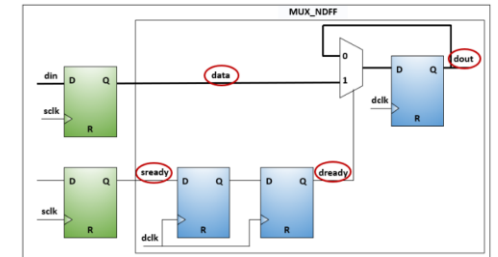 MUX_NDFF
0
dout
din
D
Q
data
1
D
Q
sclk
dclk
R
R
sready
dready
D
Q
D
Q
D
Q
sclk
R
R
R
dclk